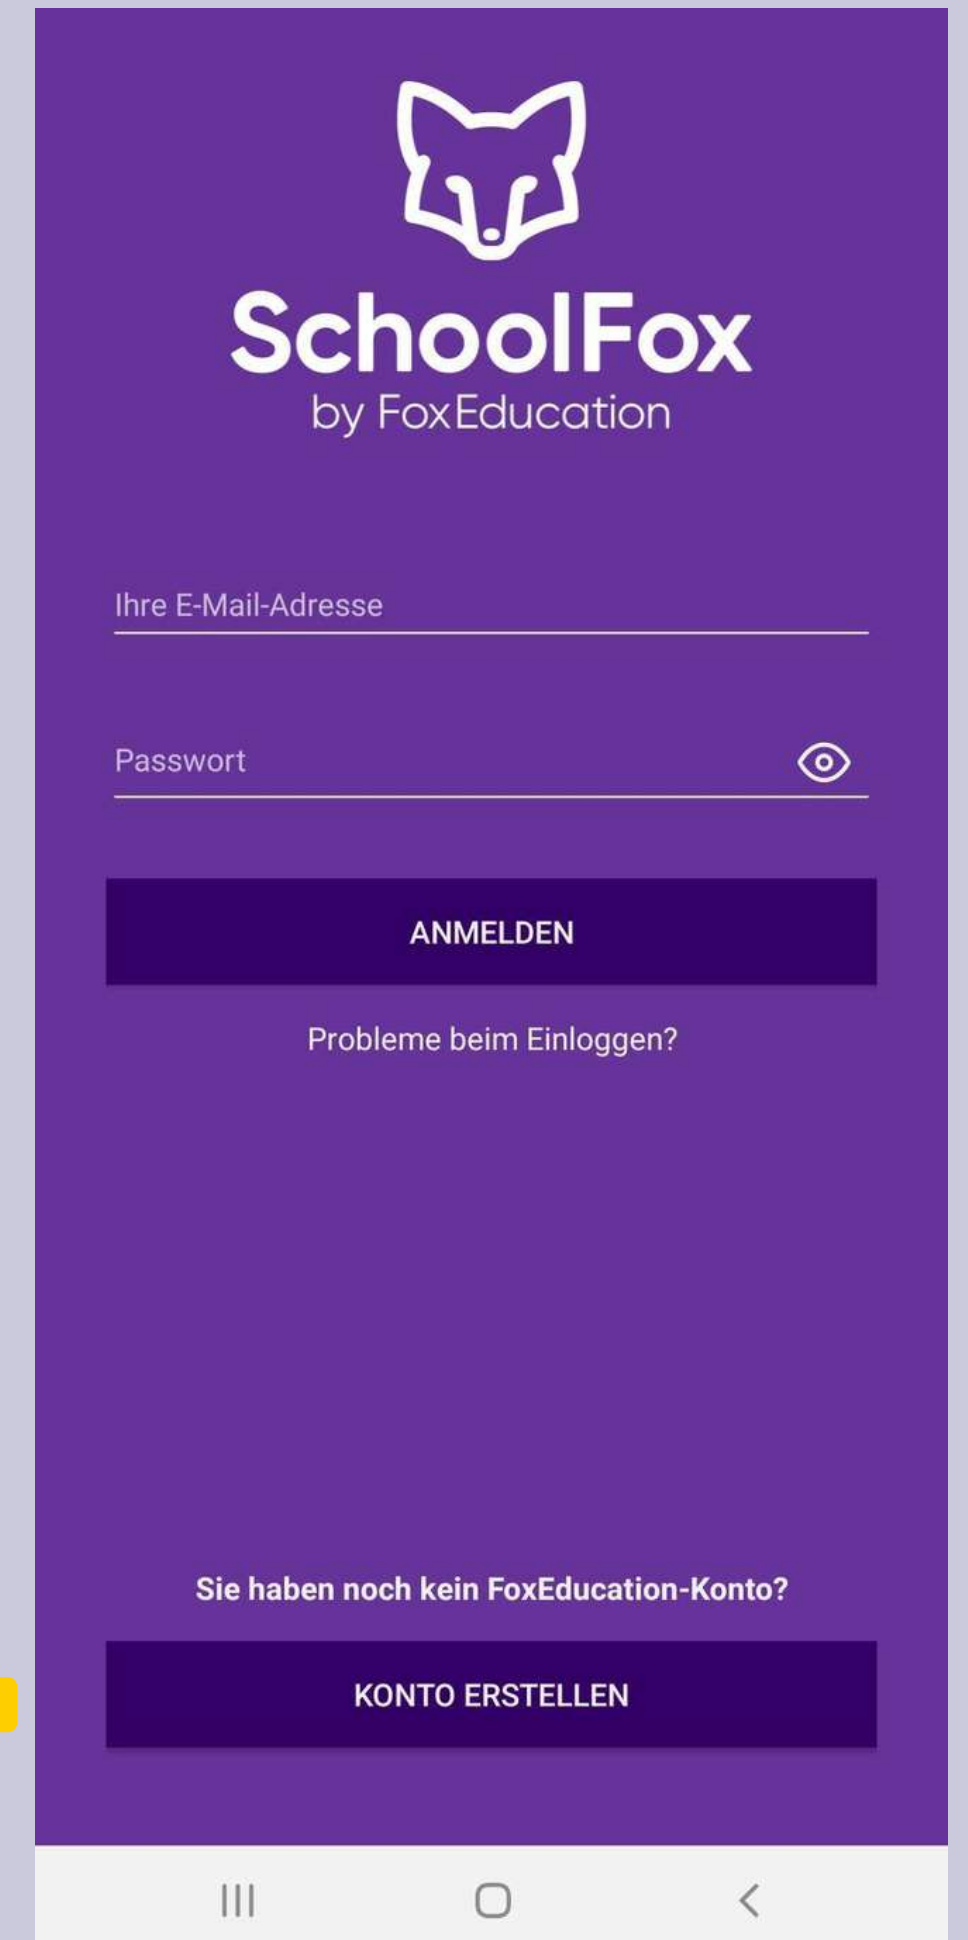 SchoolFox
by FoxEducation
Ihre E-Mail-Adresse
Passwort
ANMELDEN
Probleme beim Einloggen?
Sie haben noch kein FoxEducation-Konto?
KONTO ERSTELLEN